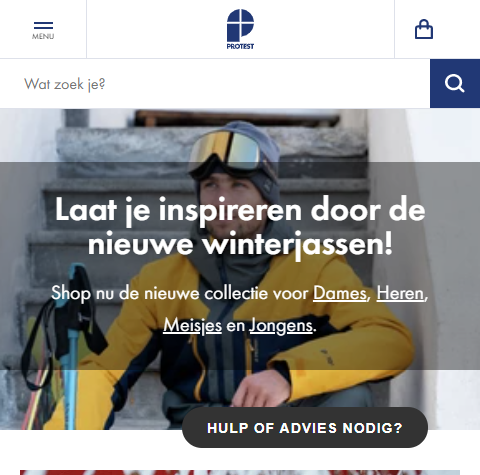 MENU
PROTEST
Wat zoek je?
Laat je inspireren door de
nieuwe winterjassen!
Shop nu de nieuwe collectie voor Dames, Heren,
Meisjes en Jongens.
HULP OF ADVIES NODIG?